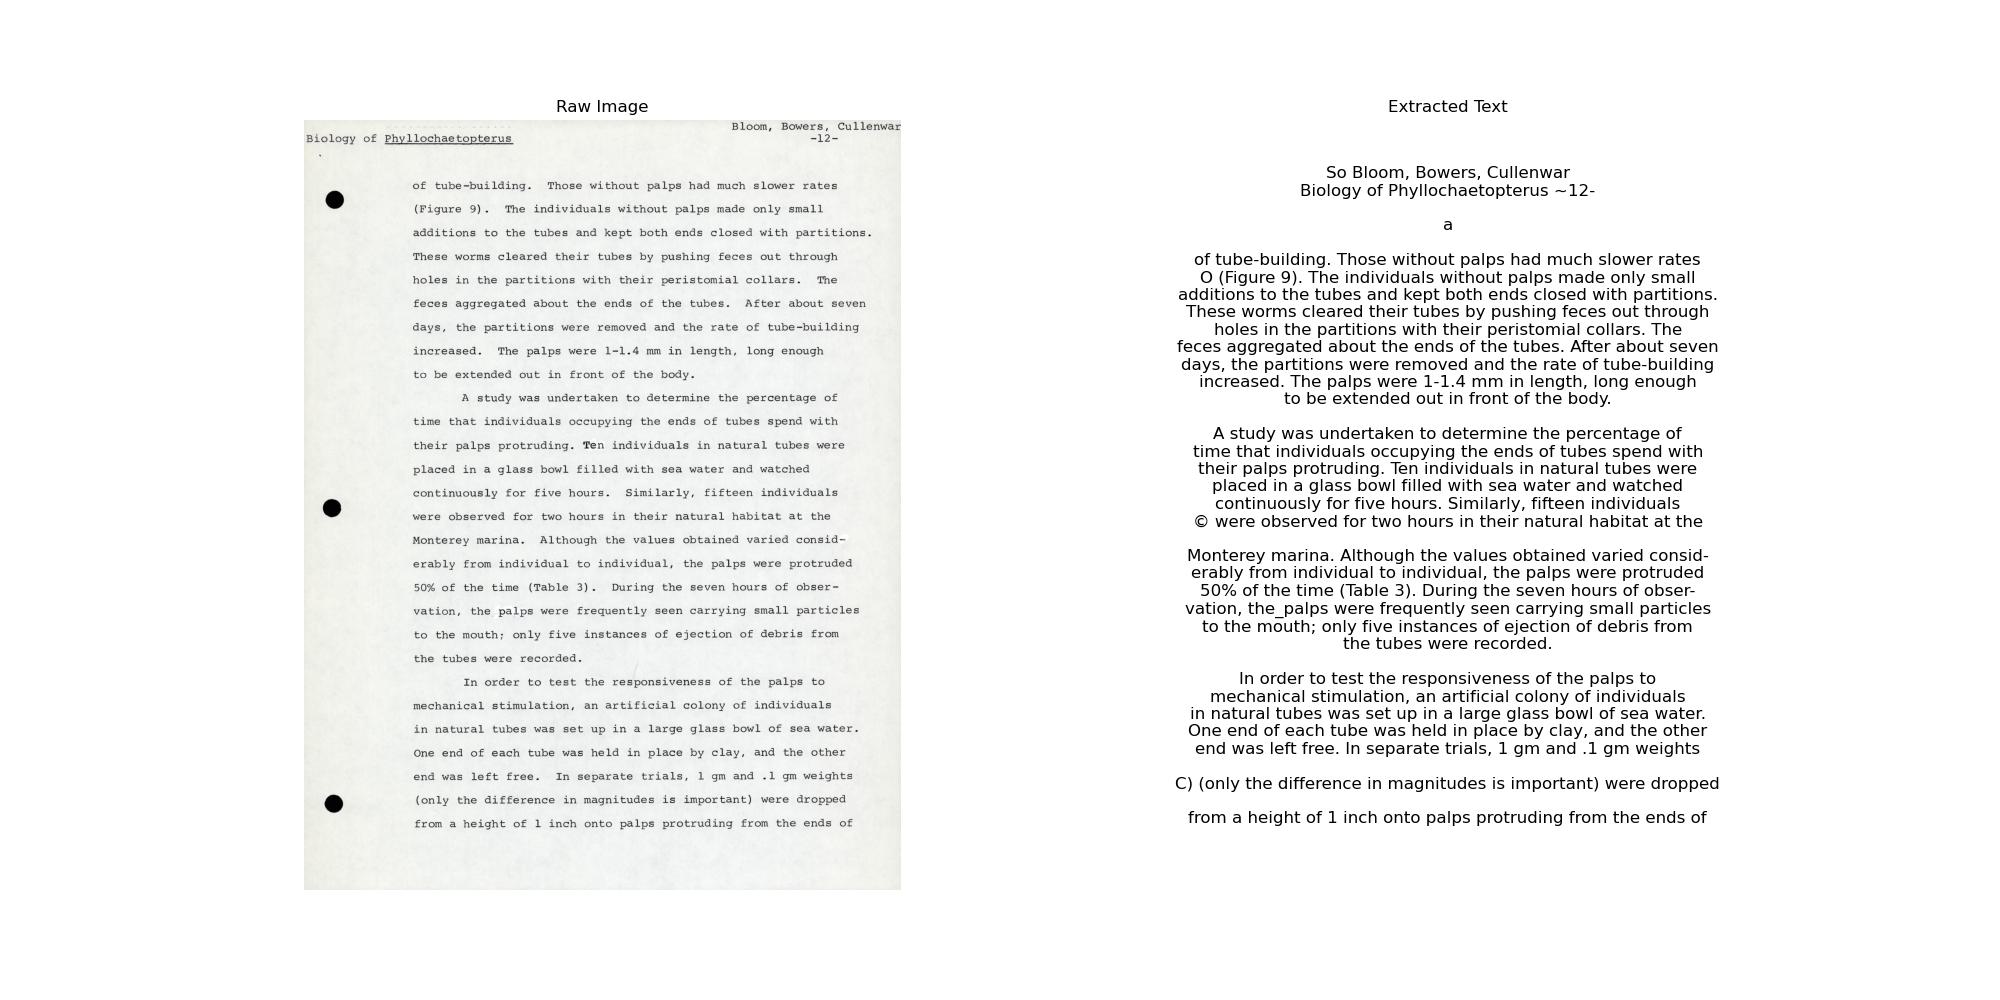 Raw Image
Bloom, Bowers, Cullenwar
Biology of Phyllochaetopterus -12-
of tube-building. Those without palps had much slower rates
(Figure 9). The individuals without palps made only small
additions to the tubes and kept both ends closed with partitions.
These worms cleared their tubes by pushing feces out through
holes in the partitions with their peristomial collars. The
feces aggregated about the ends of the tubes. After about seven
days, the partitions were removed and the rate of tube-building
increased. The palps were 1-1.4 mm in length, long enough
to be extended out in front of the body.
A study was undertaken to determine the percentage of
time that individuals occupying the ends of tubes spend with
their palps protruding. Ten individuals in natural tubes were
placed in a glass bowl filled with sea water and watched
continuously for five hours. Similarly, fifteen individuals
were observed for two hours in their natural habitat at the
Monterey marina. Although the values obtained varied consid-
erably from individual to individual, the palps were protruded
50% of the time (Table 3). During the seven hours of obser-
vation, the palps were frequently seen carrying small particles
to the mouth; only five instances of ejection of debris from
the tubes were recorded.
In order to test the responsiveness of the palps to
mechanical stimulation, an artificial colony of individuals
in natural tubes was set up in a large glass bowl of sea water.
One end of each tube was held in place by clay, and the other
end was left free. In separate trials, 1 gm and .1 gm weights
(only the difference in magnitudes is important) were dropped
from a height of 1 inch onto palps protruding from the ends of
Extracted Text
So Bloom, Bowers, Cullenwar
Biology of Phyllochaetopterus ~12-
a
of tube-building. Those without palps had much slower rates
O (Figure 9). The individuals without palps made only small
additions to the tubes and kept both ends closed with partitions.
These worms cleared their tubes by pushing feces out through
holes in the partitions with their peristomial collars. The
feces aggregated about the ends of the tubes. After about seven
days, the partitions were removed and the rate of tube-building
increased. The palps were 1-1.4 mm in length, long enough
to be extended out in front of the body.
A study was undertaken to determine the percentage of
time that individuals occupying the ends of tubes spend with
their palps protruding. Ten individuals in natural tubes were
placed in a glass bowl filled with sea water and watched
continuously for five hours. Similarly, fifteen individuals
© were observed for two hours in their natural habitat at the
Monterey marina. Although the values obtained varied consid-
erably from individual to individual, the palps were protruded
50% of the time (Table 3). During the seven hours of obser-
vation, the_palps were frequently seen carrying small particles
to the mouth; only five instances of ejection of debris from
the tubes were recorded.
In order to test the responsiveness of the palps to
mechanical stimulation, an artificial colony of individuals
in natural tubes was set up in a large glass bowl of sea water.
One end of each tube was held in place by clay, and the other
end was left free. In separate trials, 1 gm and .1 gm weights
C) (only the difference in magnitudes is important) were dropped
from a height of 1 inch onto palps protruding from the ends of